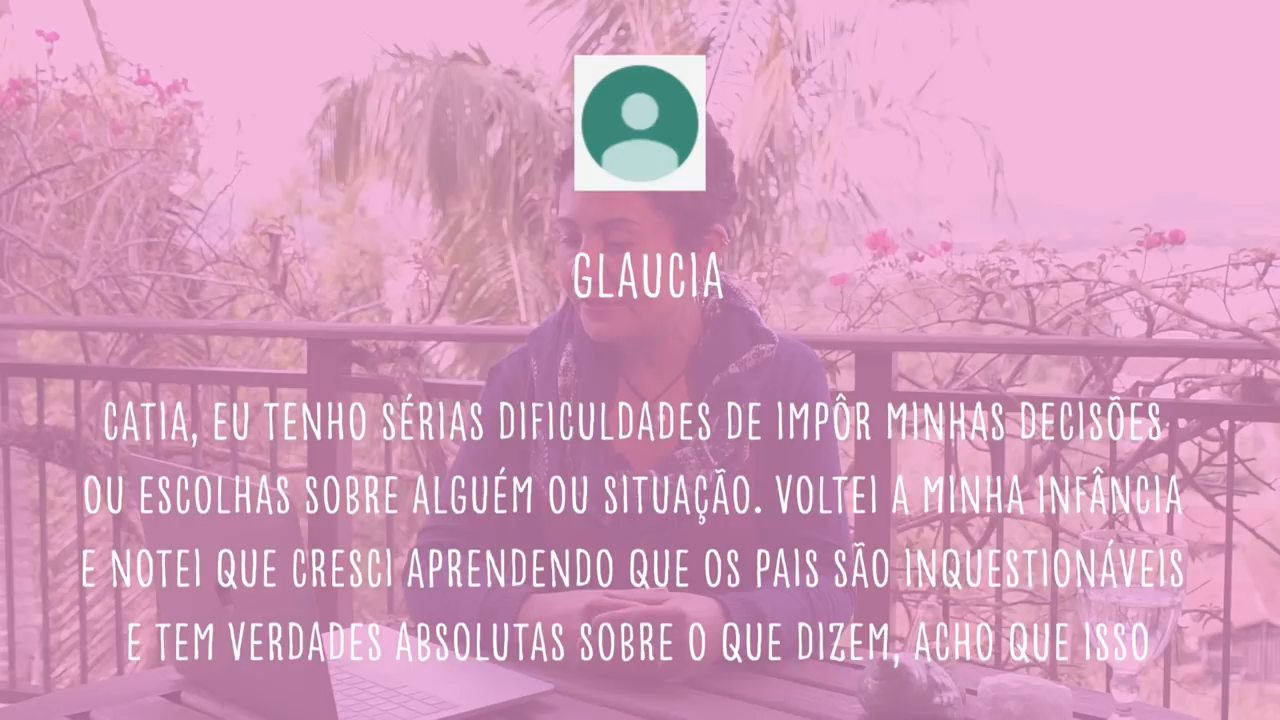 GLAUCIA
CATIA, EU TENHO SÉRIAS DIFICULDADES DE IMPÔR MINHAS DECISÕES
OU ESCOLHAS SOBRE ALGUÉM OU SITUAÇÃO. VOLTEI A MINHA INFÂNCIA
E NOTEI QUE CRESCI APRENDENDO QUE OS PAIS SÃO INQUESTIONÁVEIS
E TEM VERDADES ABSOLUTAS SOBRE O QUE DIZEM, ACHO QUE ISSO